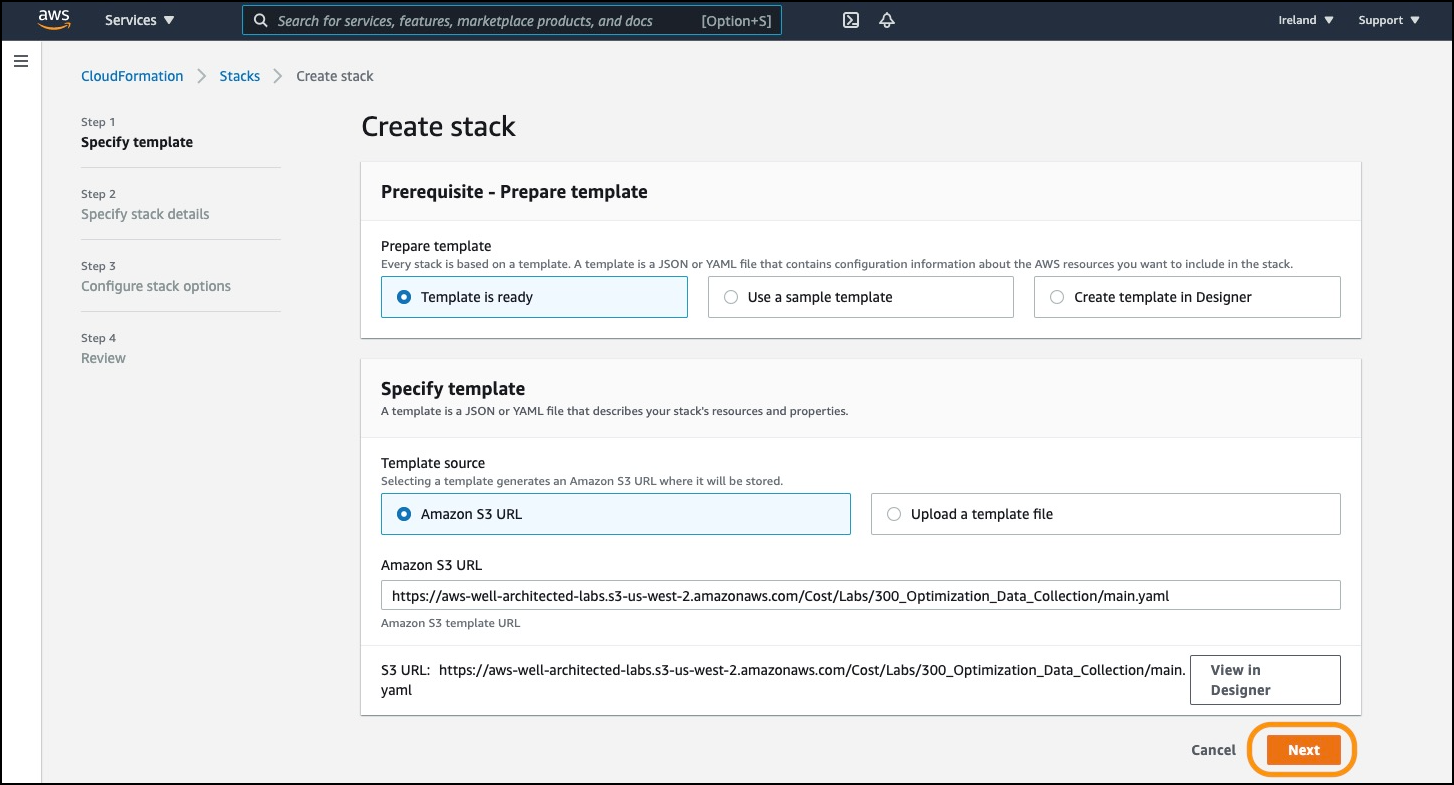 aws
Services
Search for services, features, marketplace products, and docs
[Option+S]
Ireland
Support
CloudFormation
Stacks
Create stack
Step 1
Specify template
Step 2
Specify stack details
Step 3
Configure stack options
Step 4
Review
Create stack
Prerequisite - Prepare template
Prepare template
Every stack is based on a template. A template is a JSON or YAML file that contains configuration information about the AWS resources you want to include in the stack.
Template is ready
Use a sample template
Create template in Designer
Specify template
A template is a JSON or YAML file that describes your stack's resources and properties.
Template source
Selecting a template generates an Amazon S3 URL where it will be stored.
Amazon S3 URL
Upload a template file
Amazon S3 URL
https://aws-well-architected-labs.s3-us-west-2.amazonaws.com/Cost/Labs/300_Optimization_Data_Collection/main.yaml
Amazon S3 template URL
S3 URL: https://aws-well-architected-labs.s3-us-west-2.amazonaws.com/Cost/Labs/300_Optimization_Data_Collection/main.
yaml
View in
Designer
Cancel
Next